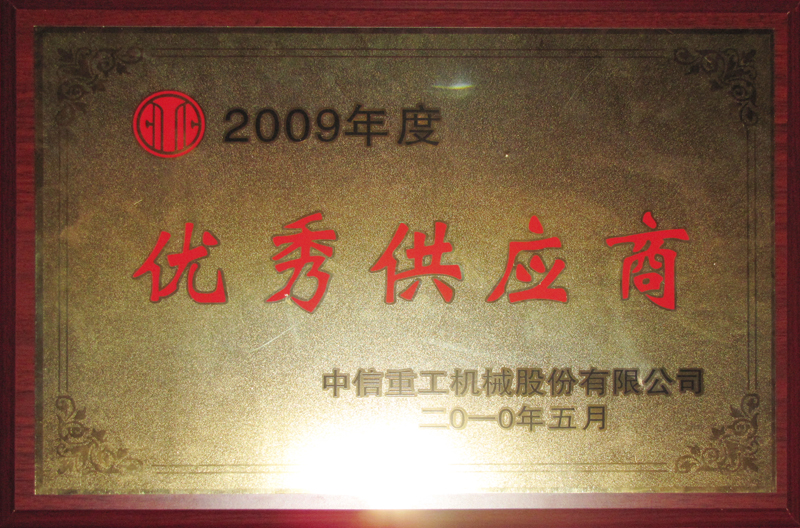 2009年度
优秀供应商
中信重工机械股份有限公司
二0一0年五月